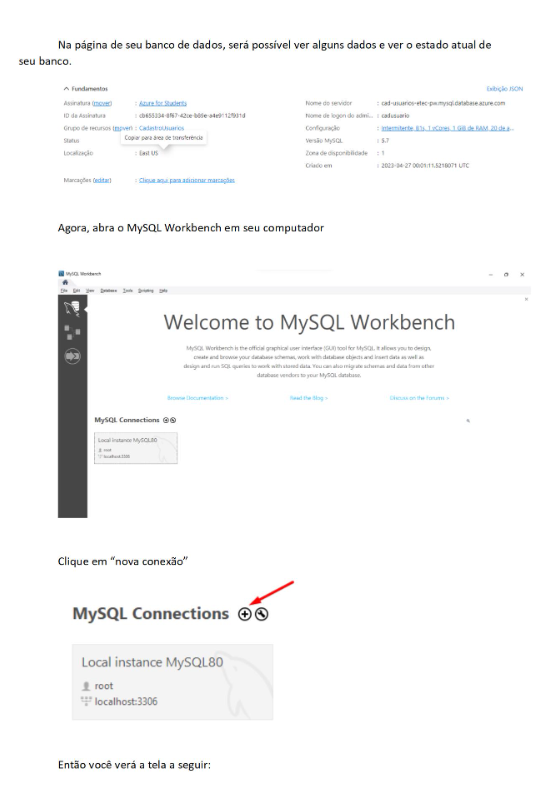 Na página de seu banco de dados, será possível ver alguns dados e ver o estado atual de
seu banco.
Fundamentos
Exibição JSON
Assinatura (mover) : Azure for Students
Nome do servidor : cad-usuarios-etec-pw.mysql.database.azure.com
ID da Assinatura
Nome de logon do admi... : cadusuario
Grupo de recursos (mover) : CadastroUsuarios
Configuração : Intermitente, B1s, 1 vCores, 1 GiB de RAM, 20 de a...
Copiar para área de transferência
Status
Versão MySQL : 5.7
Localização : East US
Zona de disponibilidade : 1
Criado em : 2023-04-27 00:01:11.5218071 UTC
Marcações (editar) : Clique aqui para adicionar marcações
Agora, abra o MySQL Workbench em seu computador
MySQL Workbench
File Edit View Database Tools Scripting Help
Welcome to MySQL Workbench
MySQL Workbench is the official graphical user interface (GUI) tool for MySQL. It allows you to design,
create and browse your database schemas, work with database objects and insert data as well as
design and run SQL queries to work with stored data. You can also migrate schemas and data from other
database vendors to your MySQL database.
Browse Documentation > Read the Blog > Discuss on the Forums >
MySQL Connections
Local instance MySQL80
root
localhost:3306
Clique em “nova conexão”
MySQL Connections
Local instance MySQL80
root
localhost:3306
Então você verá a tela a seguir: